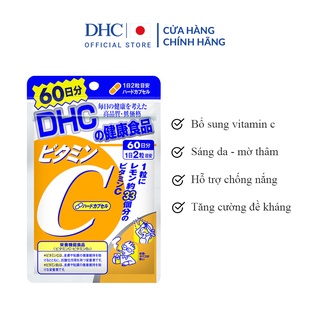 DHC
OFFICIAL STORE
CỬA HÀNG
CHÍNH HÃNG
60日分
1日2粒目安
ハードカプセル
毎日の健康を考えた
高品質・低価格
DHC
の健康食品
ビタミン
C
60日分
1日2粒目安
1粒に
レモン約33個分の
ビタミンC
ハードカプセル
栄養機能食品
Bổ sung vitamin c
Sáng da - mờ thâm
Hỗ trợ chống nắng
Tăng cường đề kháng